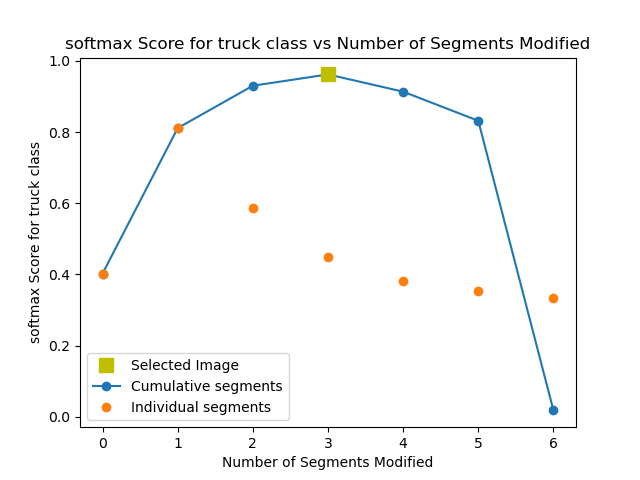 softmax Score for truck class vs Number of Segments Modified
softmax Score for truck class
1.0
0.8
0.6
0.4
0.2
0.0
Selected Image
Cumulative segments
Individual segments
0 1 2 3 4 5 6
Number of Segments Modified